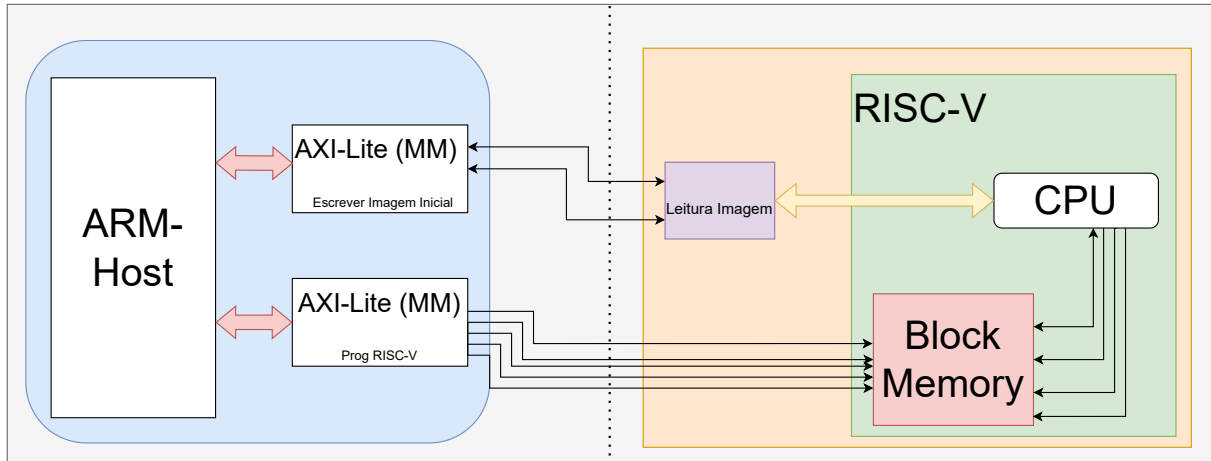 ARM-
Host
AXI-Lite (MM)
Escrever Imagem Inicial
AXI-Lite (MM)
Prog RISC-V
Leitura Imagem
RISC-V
CPU
Block
Memory